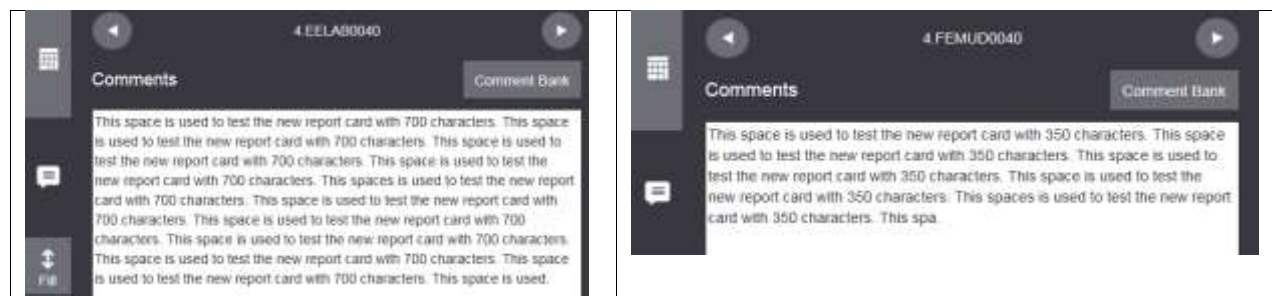 4.EELAB0040
Comments
Comment Bank
This space is used to test the new report card with 700 characters. This space
is used to test the new report card with 700 characters. This space is used to
test the new report card with 700 characters. This space is used to test the
new report card with 700 characters. This spaces is used to test the new report
card with 700 characters. This space is used to test the new report card with
700 characters. This space is used to test the new report card with 700
characters. This space is used to test the new report card with 700 characters.
This space is used to test the new report card with 700 characters. This space
is used to test the new report card with 700 characters. This space is used.
Fill
4.FEMUD0040
Comments
Comment Bank
This space is used to test the new report card with 350 characters. This space
is used to test the new report card with 350 characters. This space is used to
test the new report card with 350 characters. This space is used to test the
new report card with 350 characters. This spaces is used to test the new report
card with 350 characters. This spa.